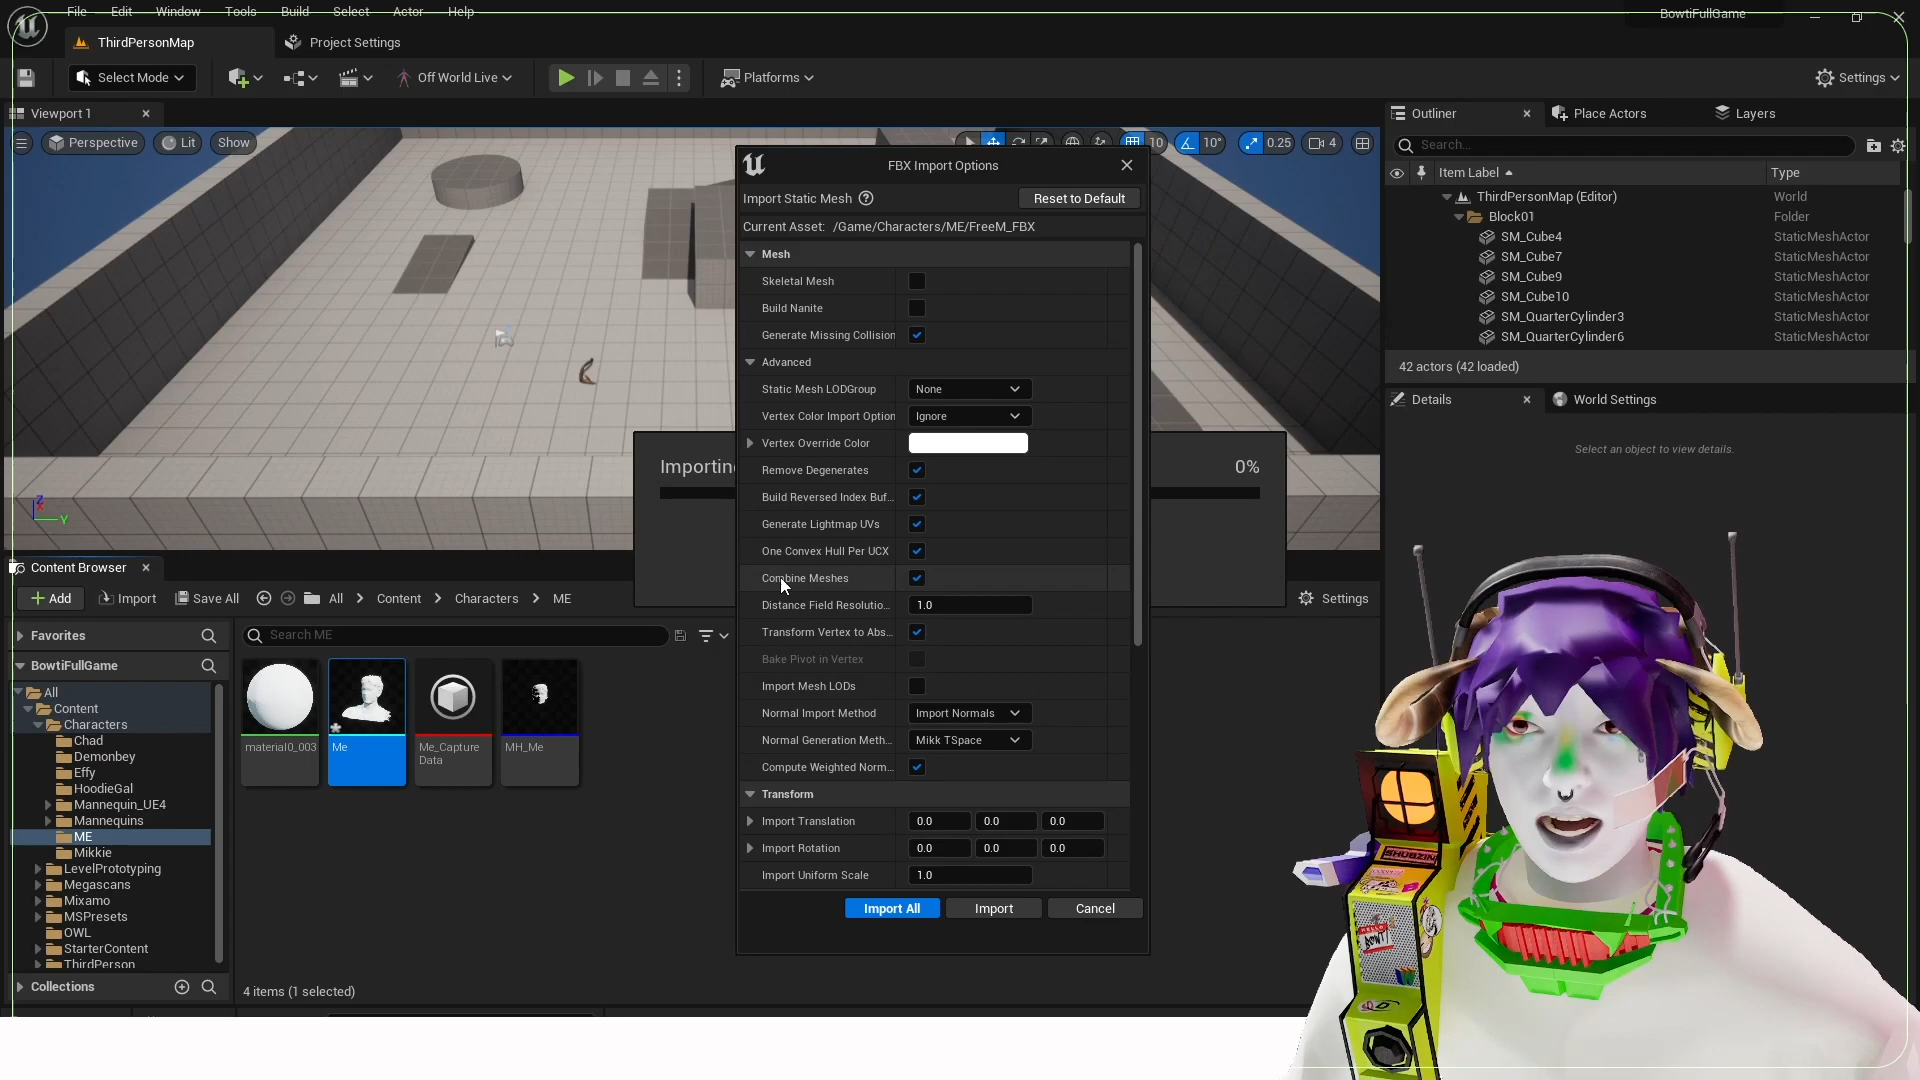 File Edit Window Tools Build Select Actor Help
BowtiFullGame
ThirdPersonMap
Project Settings
Select Mode
Off World Live
Platforms
Settings
Viewport 1
Outliner
Place Actors
Layers
Perspective
Lit
Show
10
10°
0.25
4
Search...
Item Label
Type
ThirdPersonMap (Editor)
World
Block01
Folder
SM_Cube4
StaticMeshActor
SM_Cube7
StaticMeshActor
SM_Cube9
StaticMeshActor
SM_Cube10
StaticMeshActor
SM_QuarterCylinder3
StaticMeshActor
SM_QuarterCylinder6
StaticMeshActor
42 actors (42 loaded)
Details
World Settings
Select an object to view details.
FBX Import Options
Import Static Mesh
Reset to Default
Current Asset: /Game/Characters/ME/FreeM_FBX
Mesh
Skeletal Mesh
Build Nanite
Generate Missing Collision
Advanced
Static Mesh LODGroup
None
Vertex Color Import Option
Ignore
Vertex Override Color
Remove Degenerates
Build Reversed Index Buf...
Generate Lightmap UVs
One Convex Hull Per UCX
Combine Meshes
Distance Field Resolutio...
1.0
Transform Vertex to Abs...
Bake Pivot in Vertex
Import Mesh LODs
Normal Import Method
Import Normals
Normal Generation Meth...
Mikk TSpace
Compute Weighted Norm...
Transform
Import Translation
0.0 0.0 0.0
Import Rotation
0.0 0.0 0.0
Import Uniform Scale
1.0
Import All
Import
Cancel
Importing
0%
Content Browser
Add
Import
Save All
All > Content > Characters > ME
Settings
Favorites
Search ME
BowtiFullGame
All
Content
Characters
Chad
Demonbey
Effy
HoodieGal
Mannequin_UE4
Mannequins
ME
Mikkie
LevelPrototyping
Megascans
Mixamo
MSPresets
OWL
StarterContent
ThirdPerson
Collections
material0_003
Me
Me_Capture
Data
MH_Me
4 items (1 selected)
SHUBZIN
HELLO
BOWTI